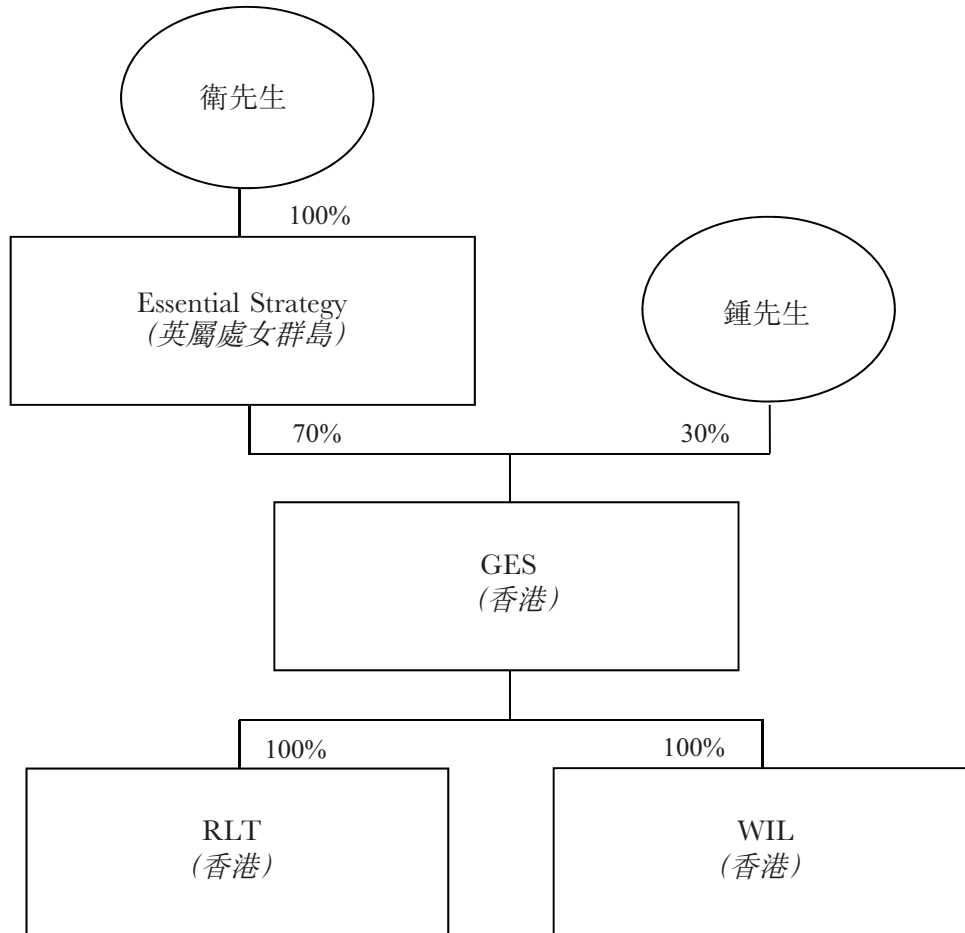 衛先生
100%
Essential Strategy
(英屬處女群島)
鍾先生
70%
30%
GES
(香港)
100%
100%
RLT
(香港)
WIL
(香港)